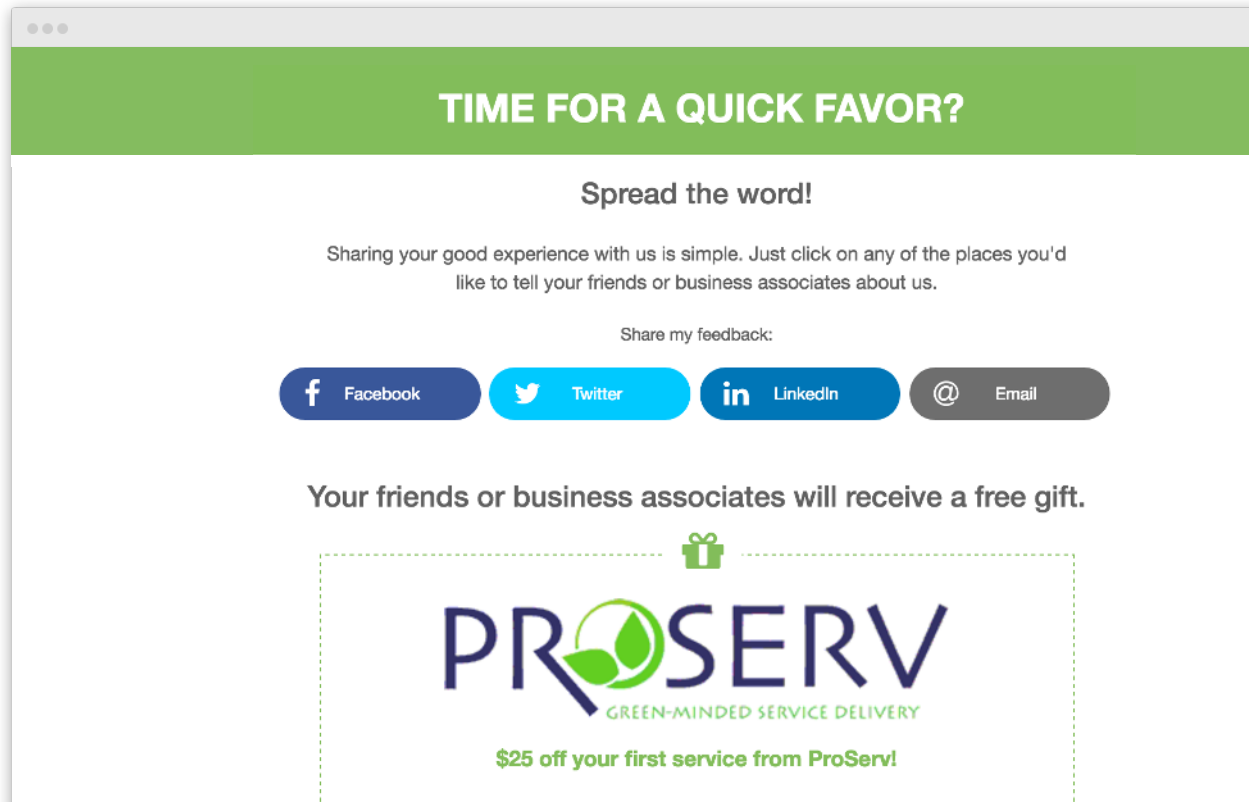 TIME FOR A QUICK FAVOR?
Spread the word!
Sharing your good experience with us is simple. Just click on any of the places you'd
like to tell your friends or business associates about us.
Share my feedback:
Facebook
Twitter
LinkedIn
Email
Your friends or business associates will receive a free gift.
PROSERV
GREEN-MINDED SERVICE DELIVERY
$25 off your first service from ProServ!